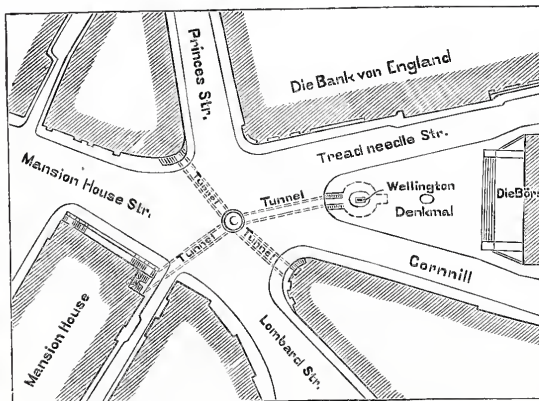 Princes Str.
Die Bank von England
Thread needle Str.
Mansion House Str.
Tunnel
Tunnel
Wellington
Denkmal
Die Börs
Tunnel
Tunnel
Cornhill
Mansion House
Lombard Str.